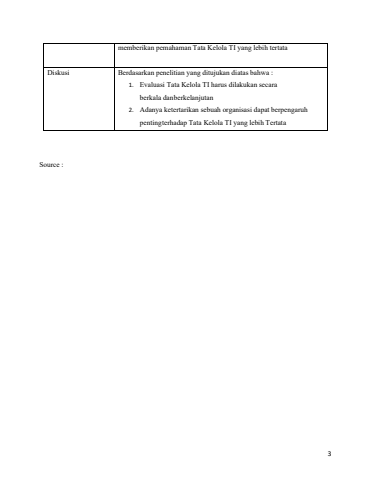 memberikan pemahaman Tata Kelola TI yang lebih tertata
Diskusi
Berdasarkan penelitian yang ditujukan diatas bahwa :
1. Evaluasi Tata Kelola TI harus dilakukan secara
berkala danberkelanjutan
2. Adanya ketertarikan sebuah organisasi dapat berpengaruh
pentingterhadap Tata Kelola TI yang lebih Tertata
Source :
3